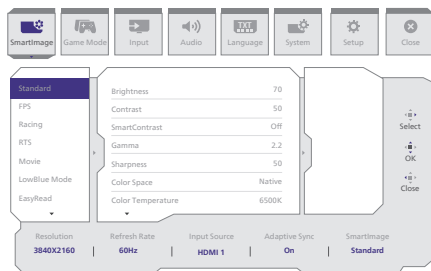 SmartImage Game Mode Input Audio TXT Language System Setup Close
Standard
FPS
Racing
RTS
Movie
LowBlue Mode
EasyRead
Brightness 70
Contrast 50
SmartContrast Off
Gamma 2.2
Sharpness 50
Color Space Native
Color Temperature 6500K
Select
OK
Close
Resolution Refresh Rate Input Source Adaptive Sync SmartImage
3840X2160 60Hz HDMI 1 On Standard